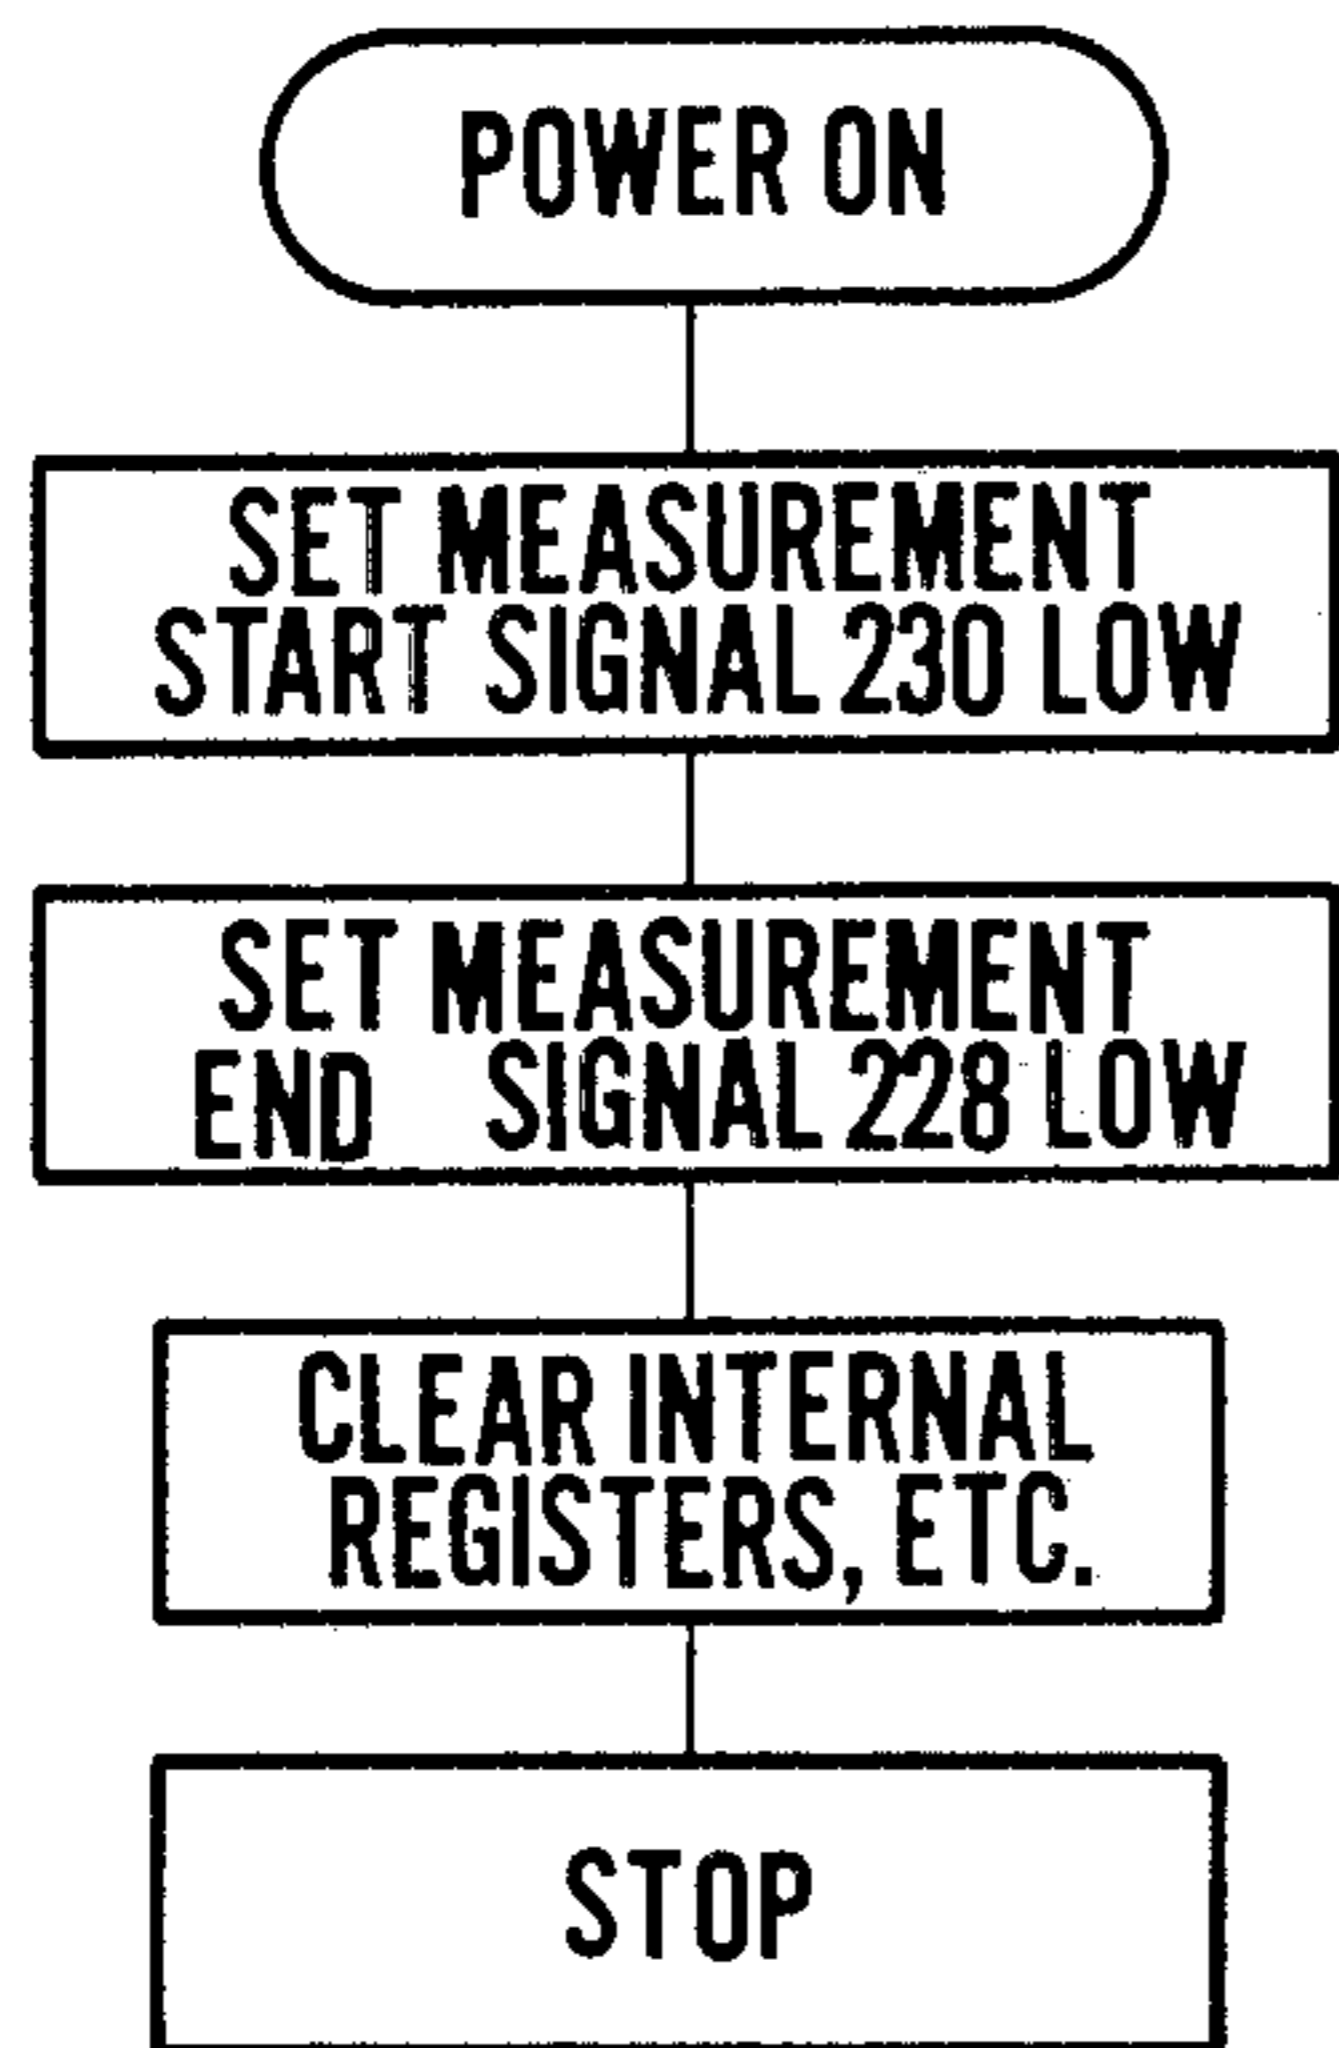 POWER ON
SET MEASUREMENT
START SIGNAL 230 LOW
SET MEASUREMENT
END SIGNAL 228 LOW
CLEAR INTERNAL
REGISTERS, ETC.
STOP